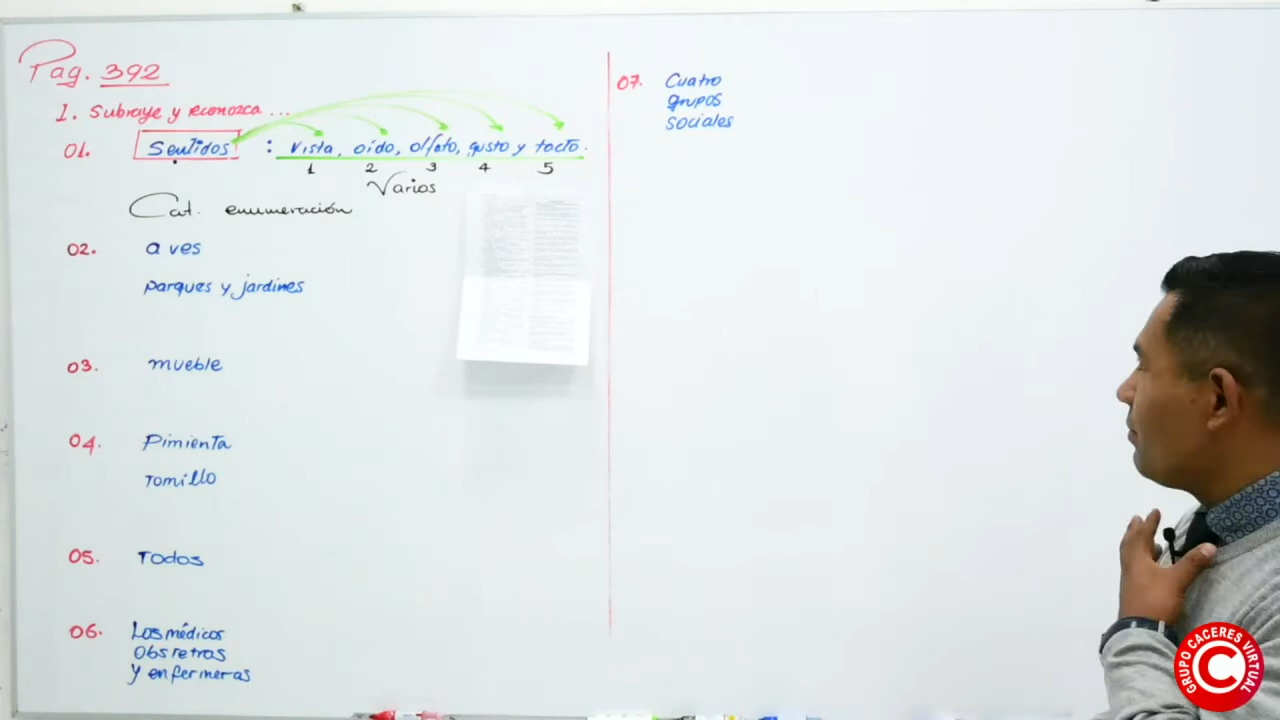 Pag. 392
I. Subraye y reconozca ...
01. Sentidos : vista, oído, olfato, gusto y tacto.
1 2 3 4 5
Varios
Cat. enumeración
02. aves
parques y jardines
03. mueble
04. Pimienta
Tomillo
05. Todos
06. Los médicos
Obsretras
y enfermeras
07. Cuatro
grupos
sociales
GRUPO CACERES VIRTUAL
C